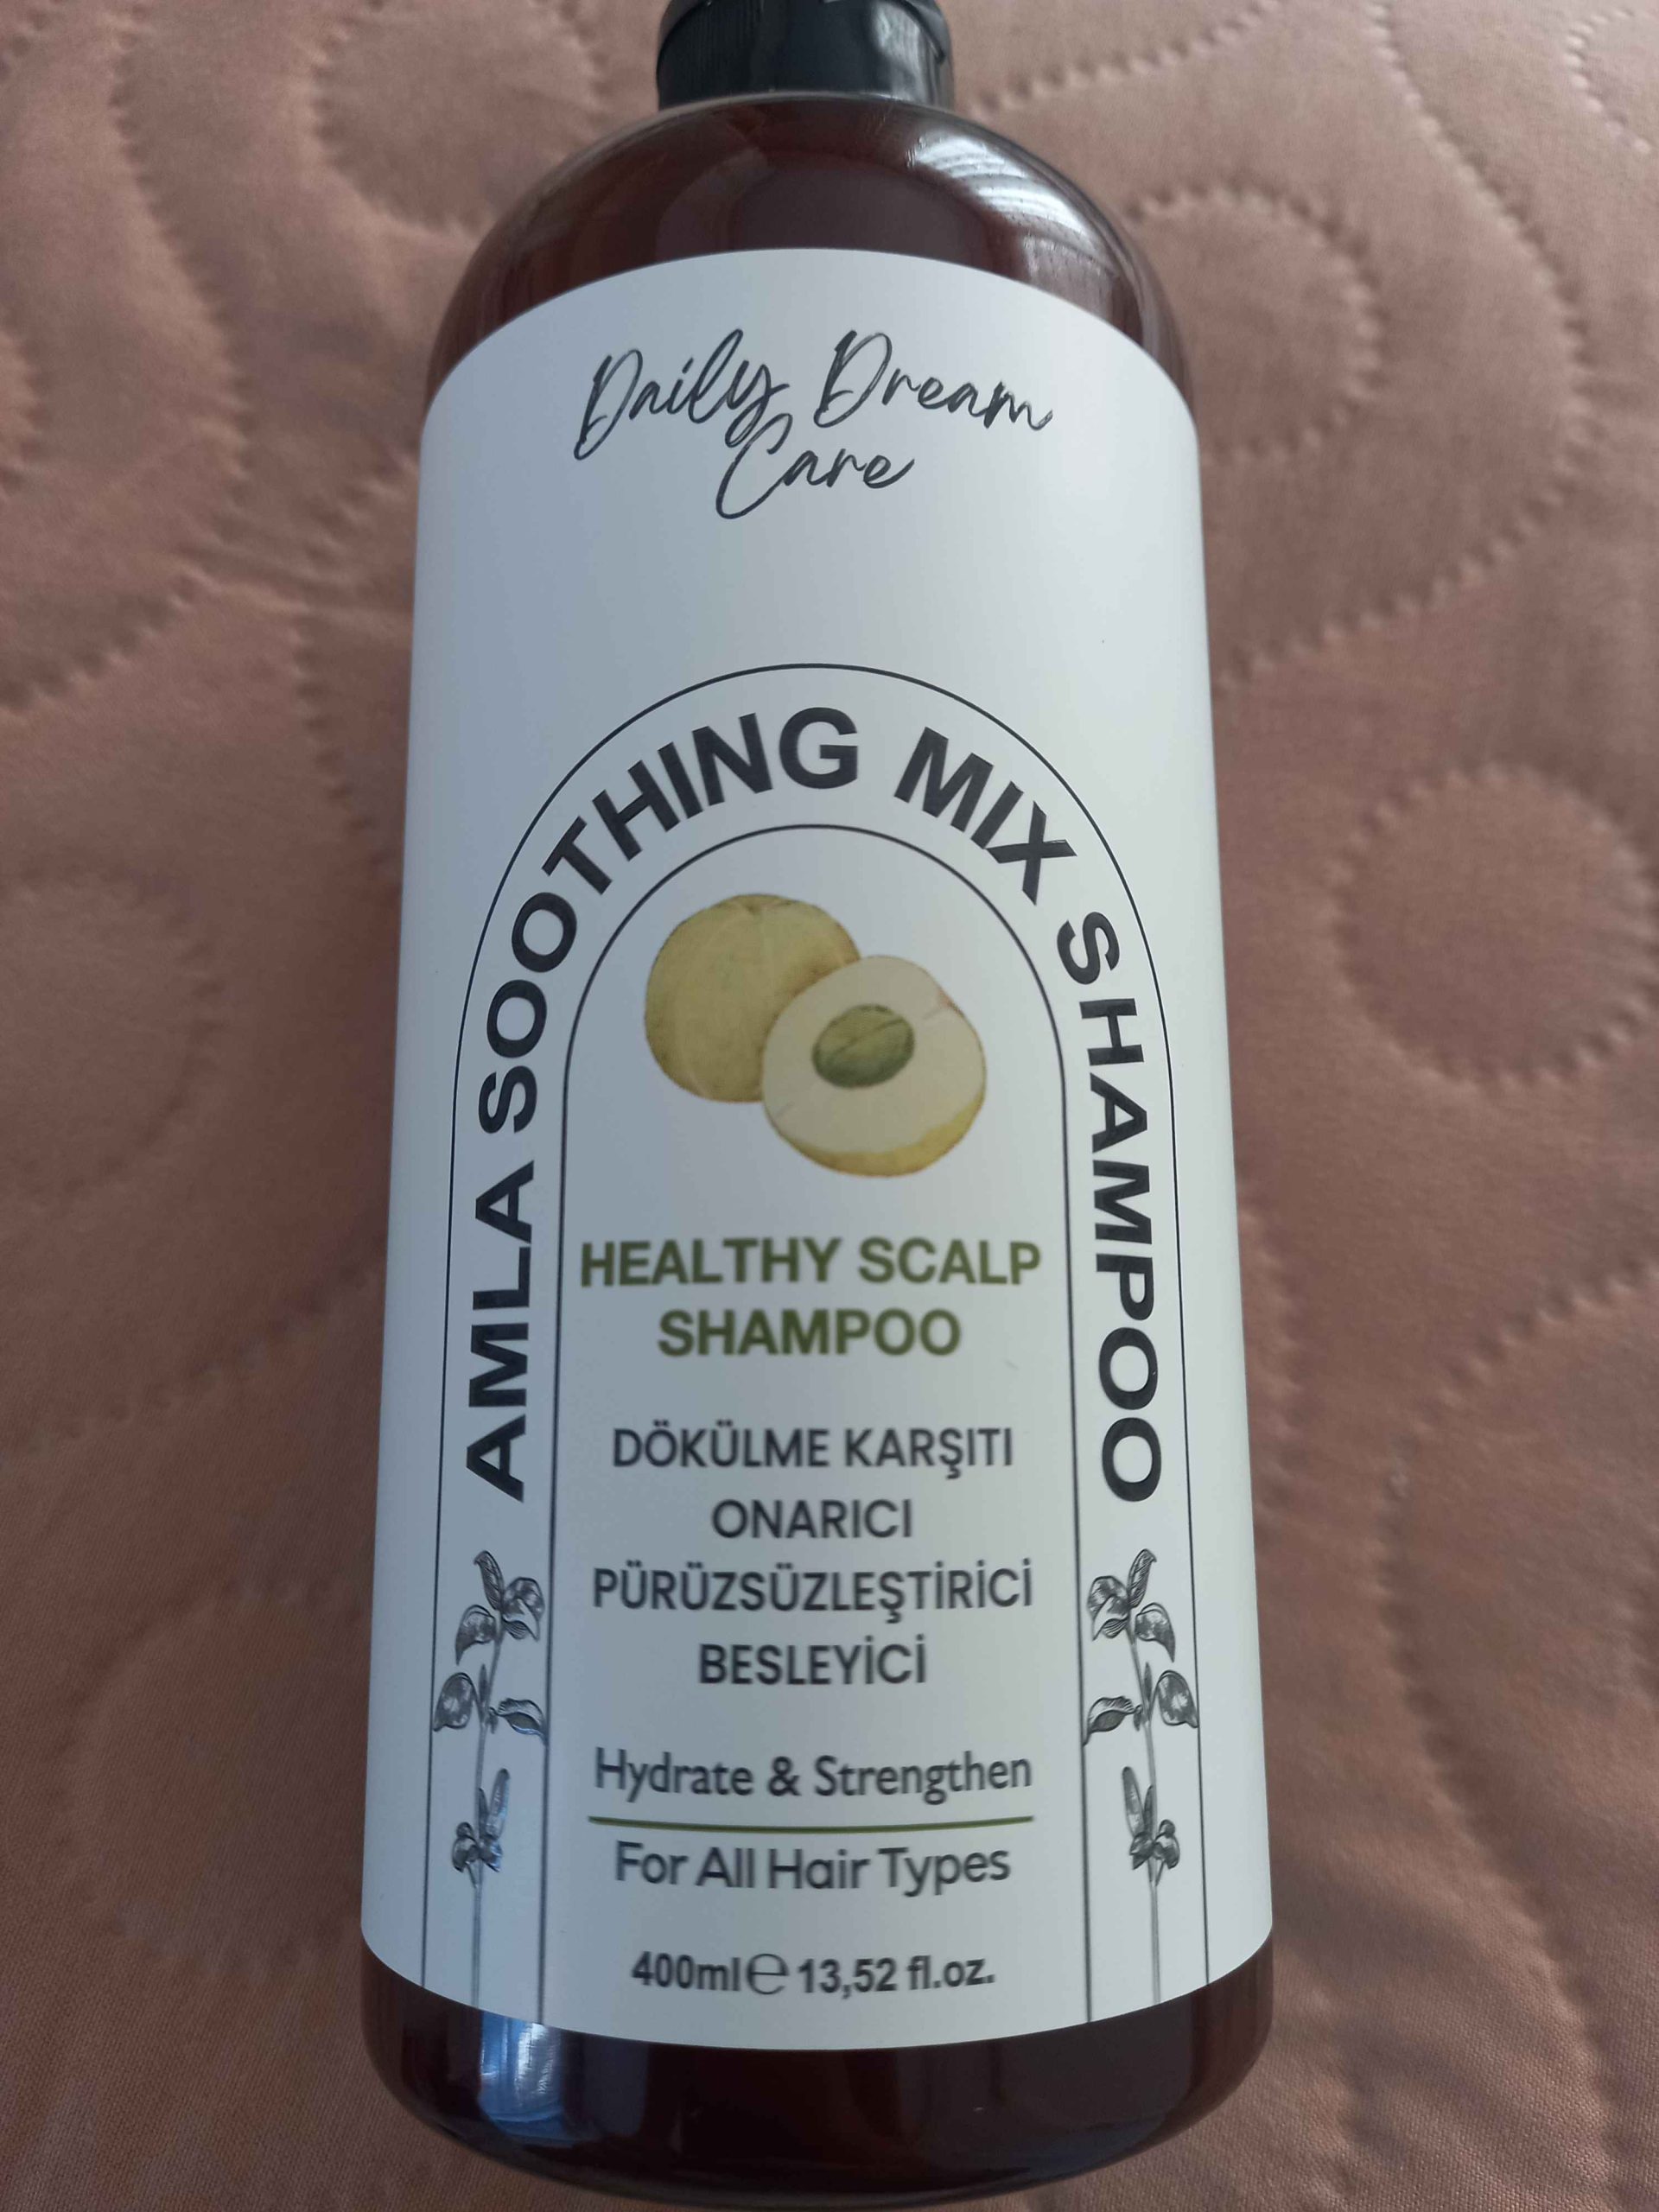 Daily Dream
Care
AMLA SOOTHING MIX SHAMPOO
HEALTHY SCALP
SHAMPOO
DÖKÜLME KARŞITI
ONARICI
PÜRÜZSÜZLEŞTİRİCİ
BESLEYİCİ
Hydrate & Strengthen
For All Hair Types
400ml℮ 13,52 fl.oz.